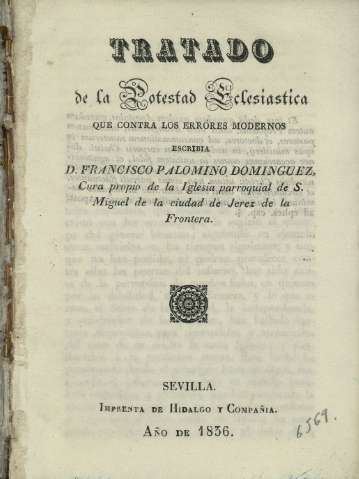 TRATADO
de la Potestad Eclesiastica
QUE CONTRA LOS ERRORES MODERNOS
ESCRIBIA
D. FRANCISCO PALOMINO DOMINGUEZ,
Cura propio de la Iglesia parroquial de S.
Miguel de la ciudad de Jerez de la
Frontera.
SEVILLA.
IMPRENTA DE HIDALGO Y COMPAÑIA.
AÑO DE 1836.
6569.